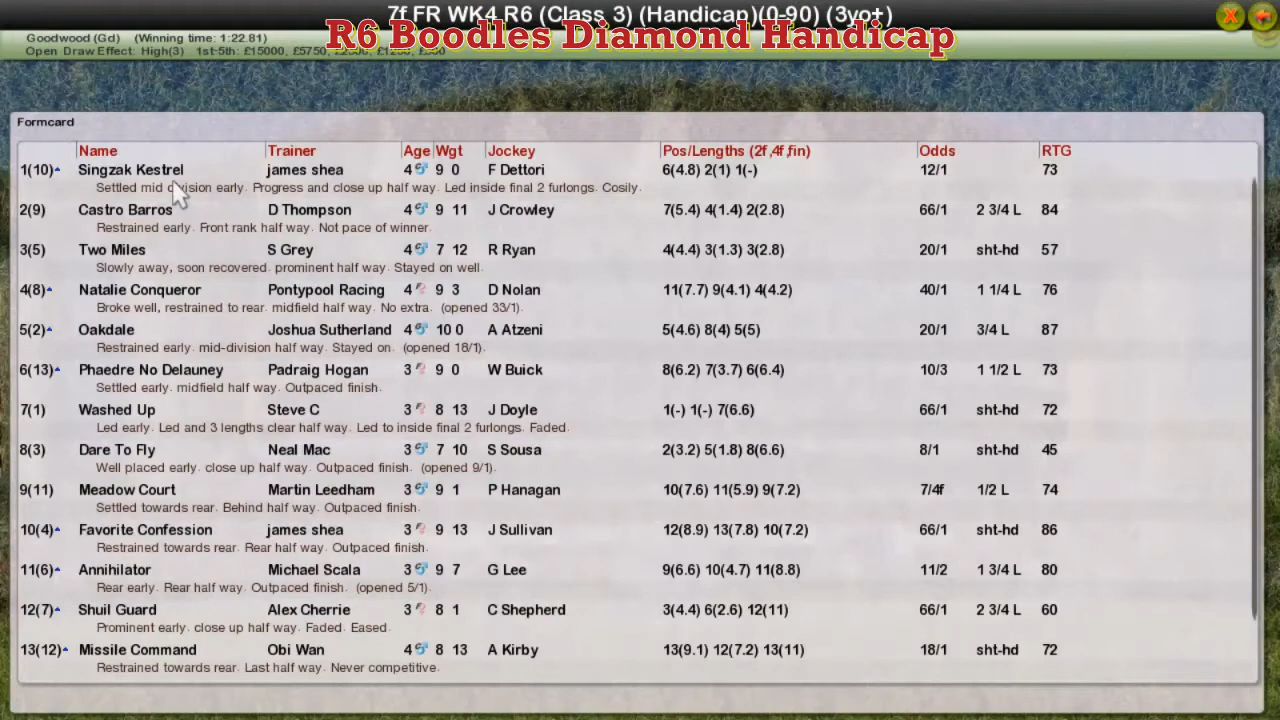 7f FR WK4 R6 (Class 3) (Handicap)(0-90) (3yo+)
R6 Boodles Diamond Handicap
Goodwood (Gd) (Winning time: 1:22.81)
Open Draw Effect: High(3) 1st-5th: £15000, £5750,
Formcard
Name Trainer Age Wgt Jockey Pos/Lengths (2f,4f,fin) Odds RTG
1(10) Singzak Kestrel james shea 4 9 0 F Dettori 6(4.8) 2(1) 1(-) 12/1 73
Settled mid division early. Progress and close up half way. Led inside final 2 furlongs. Cosily.
2(9) Castro Barros D Thompson 4 9 11 J Crowley 7(5.4) 4(1.4) 2(2.8) 66/1 2 3/4 L 84
Restrained early. Front rank half way. Not pace of winner.
3(5) Two Miles S Grey 4 7 12 R Ryan 4(4.4) 3(1.3) 3(2.8) 20/1 sht-hd 57
Slowly away, soon recovered. prominent half way. Stayed on well.
4(8) Natalie Conqueror Pontypool Racing 4 9 3 D Nolan 11(7.7) 9(4.1) 4(4.2) 40/1 1 1/4 L 76
Broke well, restrained to rear. midfield half way. No extra. (opened 33/1).
5(2) Oakdale Joshua Sutherland 4 10 0 A Atzeni 5(4.6) 8(4) 5(5) 20/1 3/4 L 87
Restrained early. mid-division half way. Stayed on. (opened 18/1).
6(13) Phaedre No Delauney Padraig Hogan 4 9 0 W Buick 8(6.2) 7(3.7) 6(6.4) 10/3 1 1/2 L 73
Settled early. midfield half way. Outpaced finish.
7(1) Washed Up Steve C 3 8 13 J Doyle 1(-) 1(-) 7(6.6) 66/1 sht-hd 72
Led early. Led and 3 lengths clear half way. Led to inside final 2 furlongs. Faded.
8(3) Dare To Fly Neal Mac 3 7 10 S Sousa 2(3.2) 5(1.8) 8(6.6) 8/1 sht-hd 45
Well placed early. close up half way. Outpaced finish. (opened 9/1).
9(11) Meadow Court Martin Leedham 3 9 1 P Hanagan 10(7.6) 11(5.9) 9(7.2) 7/4f 1/2 L 74
Settled towards rear. Behind half way. Outpaced finish.
10(4) Favorite Confession james shea 3 9 13 J Sullivan 12(8.9) 13(7.8) 10(7.2) 66/1 sht-hd 86
Restrained towards rear. Rear half way. Outpaced finish.
11(6) Annihilator Michael Scala 3 9 7 G Lee 9(6.6) 10(4.7) 11(8.8) 11/2 1 3/4 L 80
Rear early. Rear half way. Outpaced finish. (opened 5/1).
12(7) Shuil Guard Alex Cherrie 3 8 1 C Shepherd 3(4.4) 6(2.6) 12(11) 66/1 2 3/4 L 60
Prominent early. close up half way. Faded. Eased.
13(12) Missile Command Obi Wan 4 8 13 A Kirby 13(9.1) 12(7.2) 13(11) 18/1 sht-hd 72
Restrained towards rear. Last half way. Never competitive.